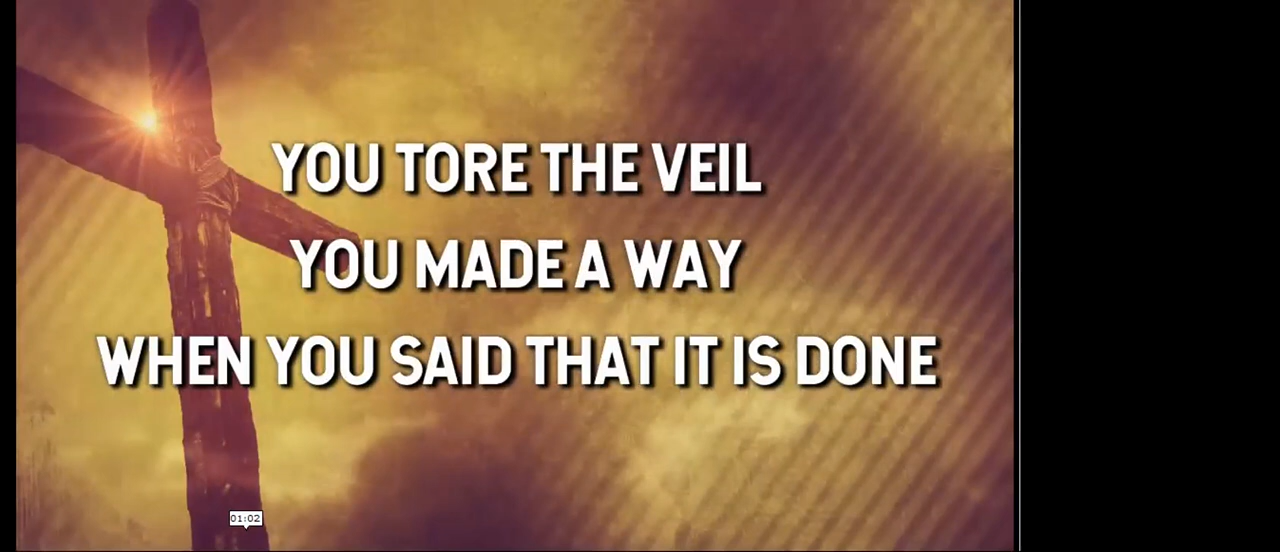 YOU TORE THE VEIL
YOU MADE A WAY
WHEN YOU SAID THAT IT IS DONE
01:02